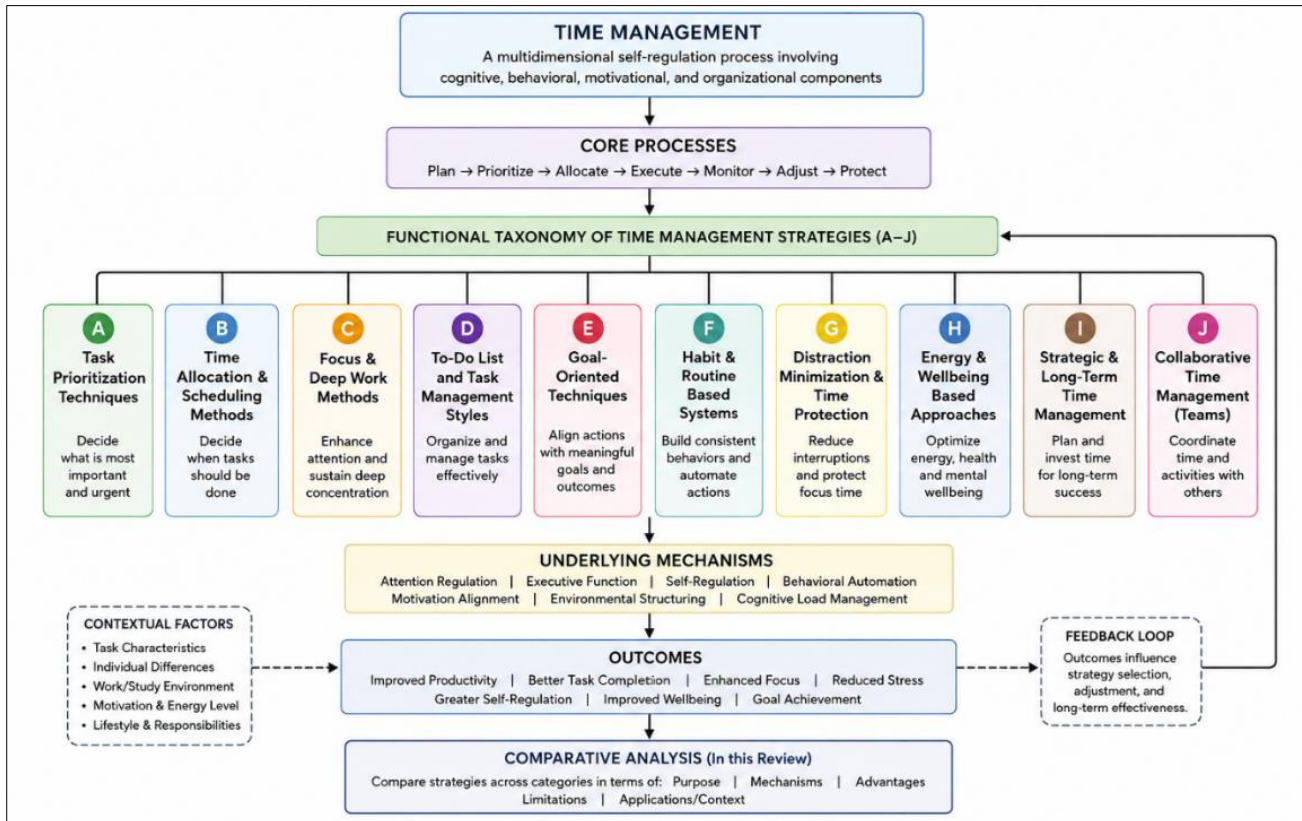 TIME MANAGEMENT
A multidimensional self-regulation process involving
cognitive, behavioral, motivational, and organizational components
CORE PROCESSES
Plan → Prioritize → Allocate → Execute → Monitor → Adjust → Protect
FUNCTIONAL TAXONOMY OF TIME MANAGEMENT STRATEGIES (A–J)
A
Task
Prioritization
Techniques
Decide
what is most
important
and urgent
B
Time
Allocation &
Scheduling
Methods
Decide
when tasks
should be
done
C
Focus &
Deep Work
Methods
Enhance
attention and
sustain deep
concentration
D
To-Do List
and Task
Management
Styles
Organize and
manage tasks
effectively
E
Goal-
Oriented
Techniques
Align actions
with meaningful
goals and
outcomes
F
Habit &
Routine
Based
Systems
Build consistent
behaviors and
automate
actions
G
Distraction
Minimization &
Time
Protection
Reduce
interruptions
and protect
focus time
H
Energy &
Wellbeing
Based
Approaches
Optimize
energy, health
and mental
wellbeing
I
Strategic &
Long-Term
Time
Management
Plan and
invest time
for long-term
success
J
Collaborative
Time
Management
(Teams)
Coordinate
time and
activities with
others
UNDERLYING MECHANISMS
Attention Regulation | Executive Function | Self-Regulation | Behavioral Automation
Motivation Alignment | Environmental Structuring | Cognitive Load Management
CONTEXTUAL FACTORS
• Task Characteristics
• Individual Differences
• Work/Study Environment
• Motivation & Energy Level
• Lifestyle & Responsibilities
OUTCOMES
Improved Productivity | Better Task Completion | Enhanced Focus | Reduced Stress
Greater Self-Regulation | Improved Wellbeing | Goal Achievement
FEEDBACK LOOP
Outcomes influence
strategy selection,
adjustment, and
long-term effectiveness.
COMPARATIVE ANALYSIS (In this Review)
Compare strategies across categories in terms of: Purpose | Mechanisms | Advantages
Limitations | Applications/Context